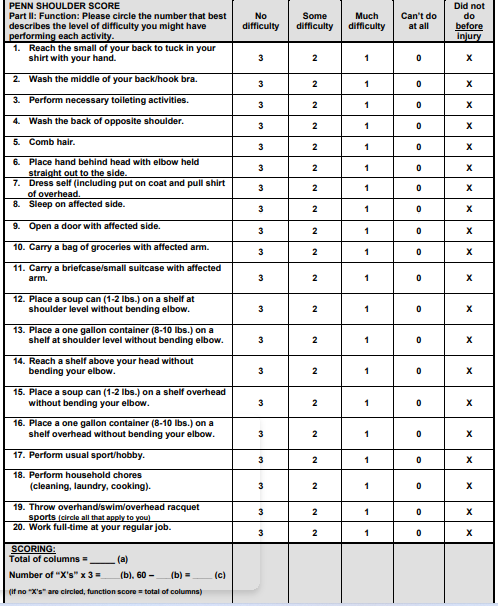 PENN SHOULDER SCORE
Part II: Function: Please circle the number that best
describes the level of difficulty you might have
performing each activity.
No
difficulty
Some
difficulty
Much
difficulty
Can't do
at all
Did not
do
before
injury
1. Reach the small of your back to tuck in your
shirt with your hand.
3 2 1 0 X
2. Wash the middle of your back/hook bra.
3 2 1 0 X
3. Perform necessary toileting activities.
3 2 1 0 X
4. Wash the back of opposite shoulder.
3 2 1 0 X
5. Comb hair.
3 2 1 0 X
6. Place hand behind head with elbow held
straight out to the side.
3 2 1 0 X
7. Dress self (including put on coat and pull shirt
of overhead.
3 2 1 0 X
8. Sleep on affected side.
3 2 1 0 X
9. Open a door with affected side.
3 2 1 0 X
10. Carry a bag of groceries with affected arm.
3 2 1 0 X
11. Carry a briefcase/small suitcase with affected
arm.
3 2 1 0 X
12. Place a soup can (1-2 lbs.) on a shelf at
shoulder level without bending elbow.
3 2 1 0 X
13. Place a one gallon container (8-10 lbs.) on a
shelf at shoulder level without bending elbow.
3 2 1 0 X
14. Reach a shelf above your head without
bending your elbow.
3 2 1 0 X
15. Place a soup can (1-2 lbs.) on a shelf overhead
without bending your elbow.
3 2 1 0 X
16. Place a one gallon container (8-10 lbs.) on a
shelf overhead without bending your elbow.
3 2 1 0 X
17. Perform usual sport/hobby.
3 2 1 0 X
18. Perform household chores
(cleaning, laundry, cooking).
3 2 1 0 X
19. Throw overhand/swim/overhead racquet
sports (circle all that apply to you)
3 2 1 0 X
20. Work full-time at your regular job.
3 2 1 0 X
SCORING:
Total of columns = _____ (a)
Number of "X's" x 3 = ____(b), 60 – ___(b) = ____ (c)
(if no "X's" are circled, function score = total of columns)